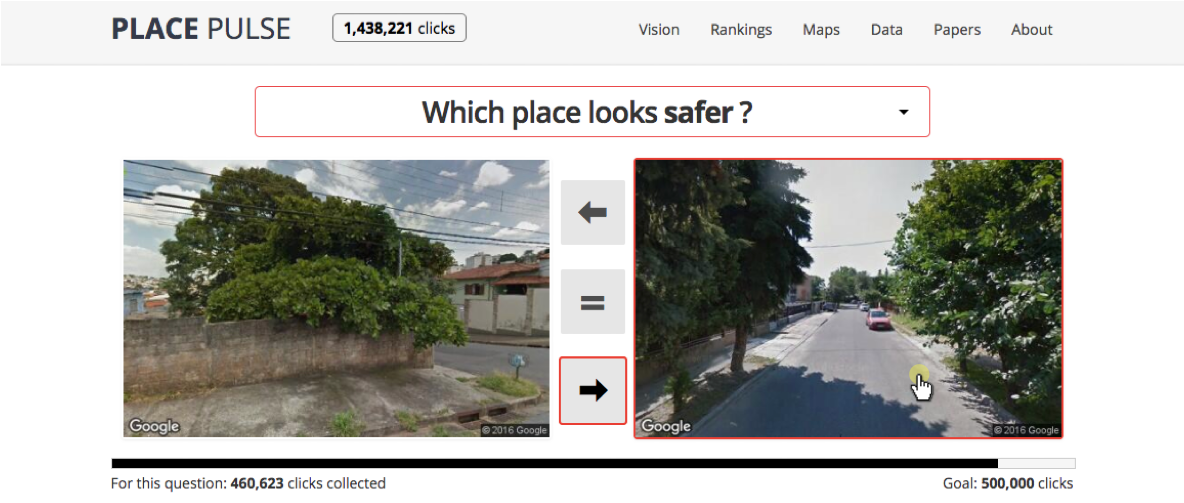 PLACE PULSE
1,438,221 clicks
Vision
Rankings
Maps
Data
Papers
About
Which place looks safer ?
Google
© 2016 Google
Google
© 2016 Google
For this question: 460,623 clicks collected
Goal: 500,000 clicks